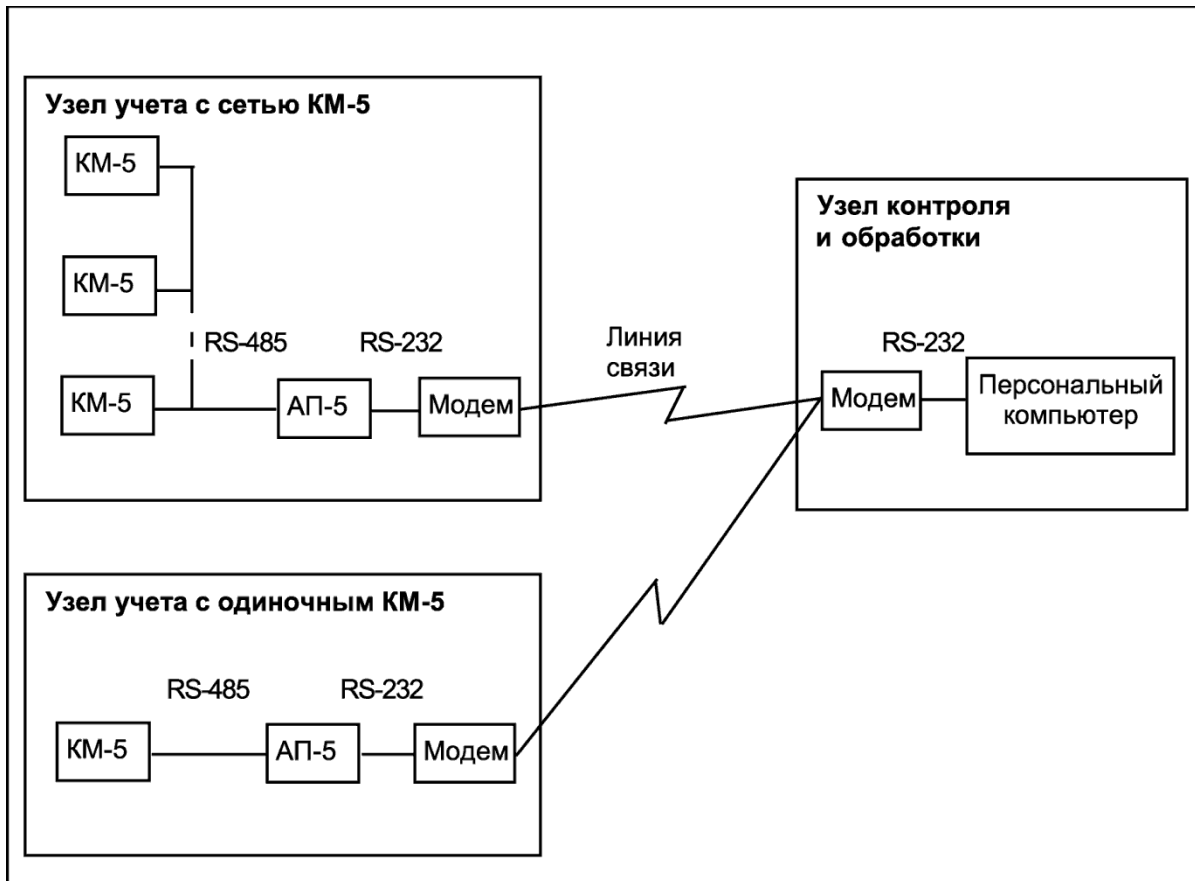 Узел учета с сетью КМ-5
КМ-5
КМ-5
RS-485
RS-232
КМ-5
АП-5
Модем
Линия
связи
Узел контроля
и обработки
RS-232
Модем
Персональный
компьютер
Узел учета с одиночным КМ-5
RS-485
RS-232
КМ-5
АП-5
Модем